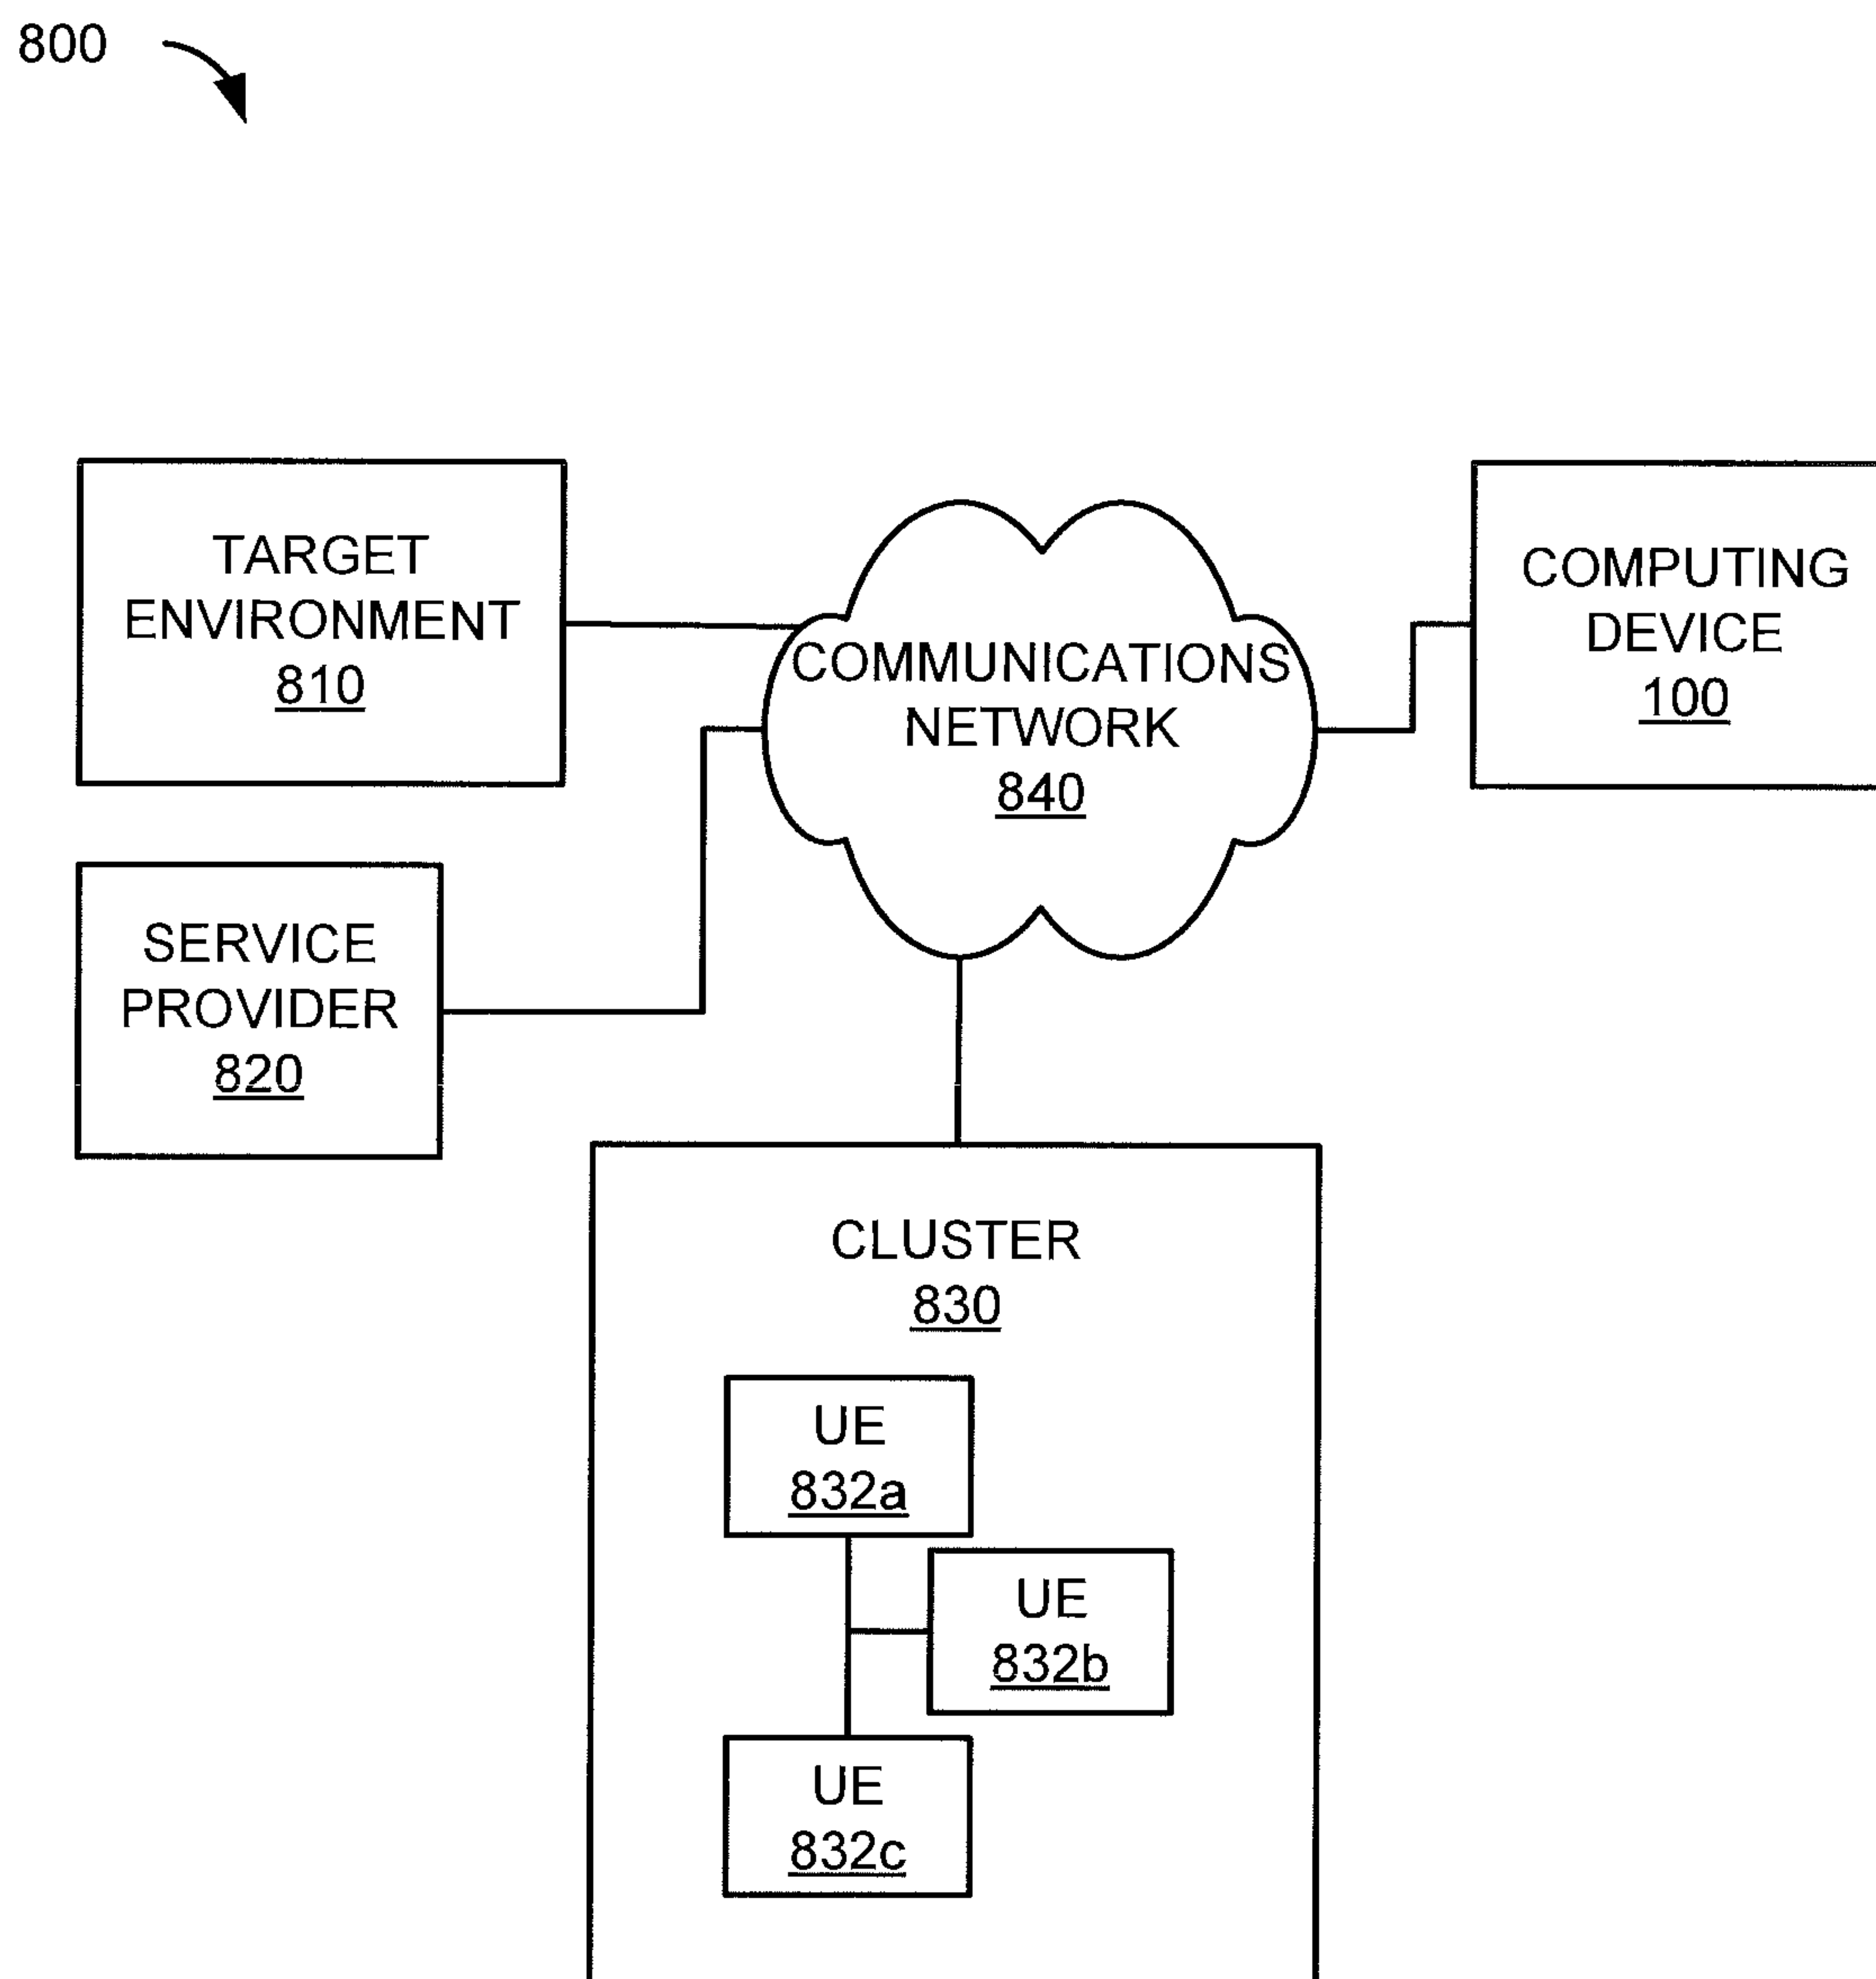 800
TARGET
ENVIRONMENT
810
COMMUNICATIONS
NETWORK
840
COMPUTING
DEVICE
100
SERVICE
PROVIDER
820
CLUSTER
830
UE
832a
UE
832b
UE
832c